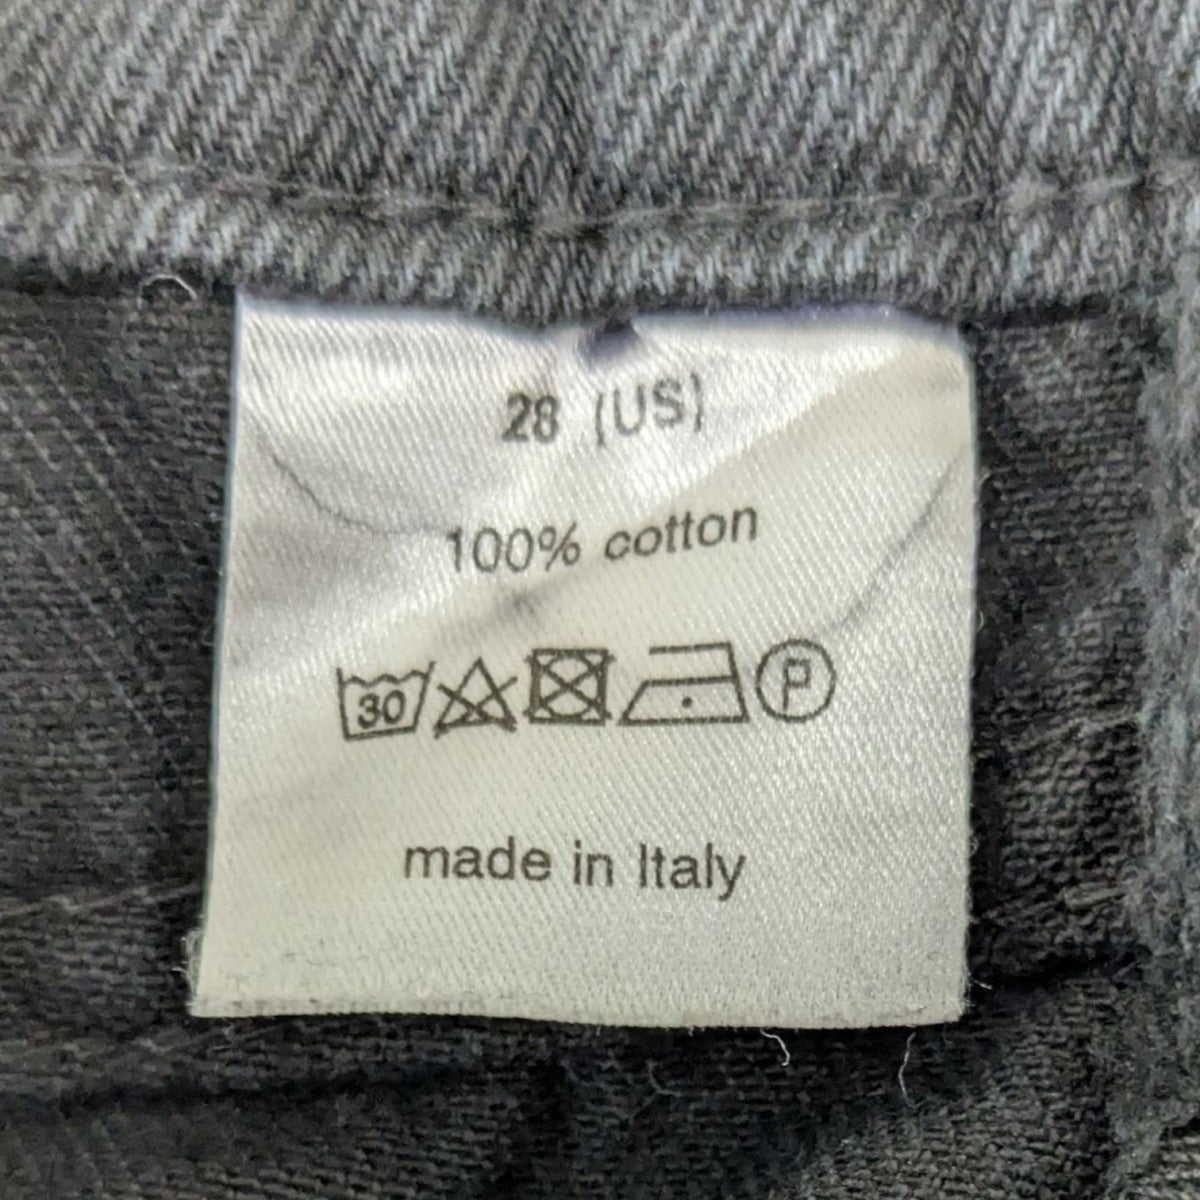 28 (US)
100% cotton
30 P
made in Italy